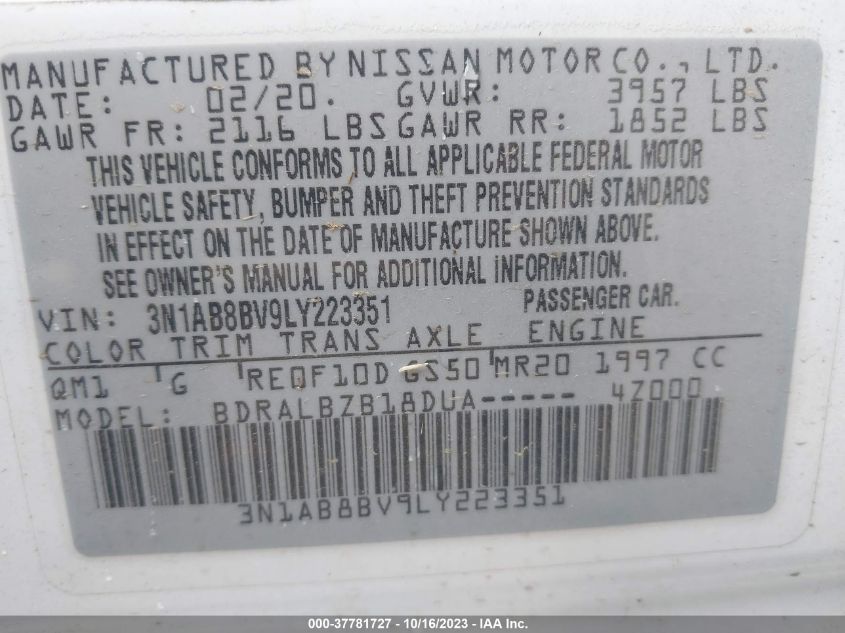 MANUFACTURED BY NISSAN MOTOR CO., LTD.
DATE: 02/20. GVWR: 3957 LBS
GAWR FR: 2116 LBS GAWR RR: 1852 LBS
THIS VEHICLE CONFORMS TO ALL APPLICABLE FEDERAL MOTOR
VEHICLE SAFETY, BUMPER AND THEFT PREVENTION STANDARDS
IN EFFECT ON THE DATE OF MANUFACTURE SHOWN ABOVE.
SEE OWNER'S MANUAL FOR ADDITIONAL INFORMATION.
VIN: 3N1AB8BV9LY223351 PASSENGER CAR.
COLOR TRIM TRANS AXLE ENGINE
QM1 G RE0F10D GS50 MR20 1997 CC
MODEL: BDRALBZB18DUA----- 4Z000
3N1AB8BV9LY223351
000-37781727 - 10/16/2023 - IAA Inc.